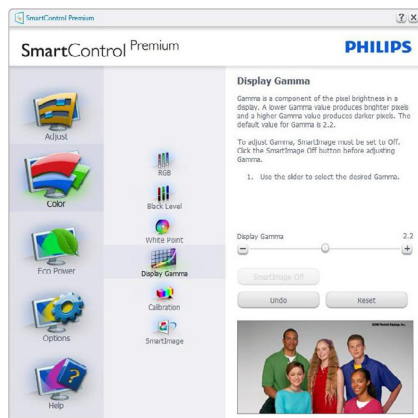 SmartControl Premium
SmartControl Premium
PHILIPS
Adjust
Color
Eco Power
Options
Help
RGB
Black Level
White Point
Display Gamma
Calibration
SmartImage
Display Gamma
Gamma is a component of the pixel brightness in a
display. A lower Gamma value produces brighter pixels
and a higher Gamma value produces darker pixels. The
default value for Gamma is 2.2.
To adjust Gamma, SmartImage must be set to Off.
Click the SmartImage Off button before adjusting
Gamma.
1. Use the slider to select the desired Gamma.
Display Gamma 2.2
SmartImage Off
Undo
Reset